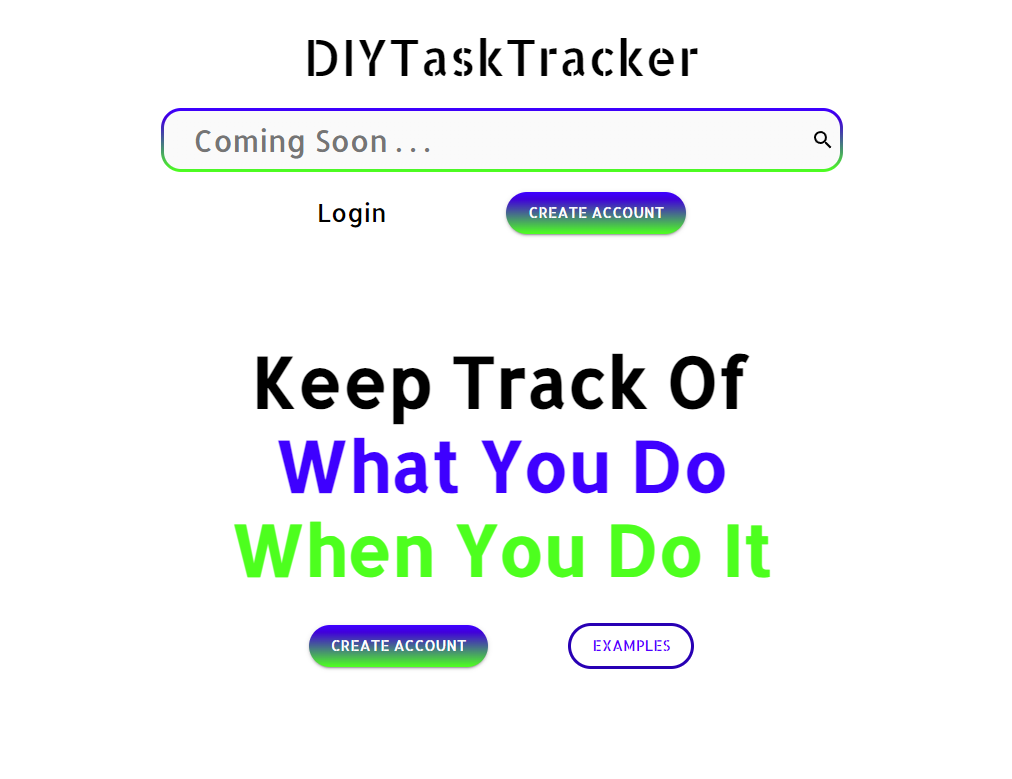 DIYTaskTracker
Coming Soon . . .
Login
CREATE ACCOUNT
Keep Track Of
What You Do
When You Do It
CREATE ACCOUNT
EXAMPLES